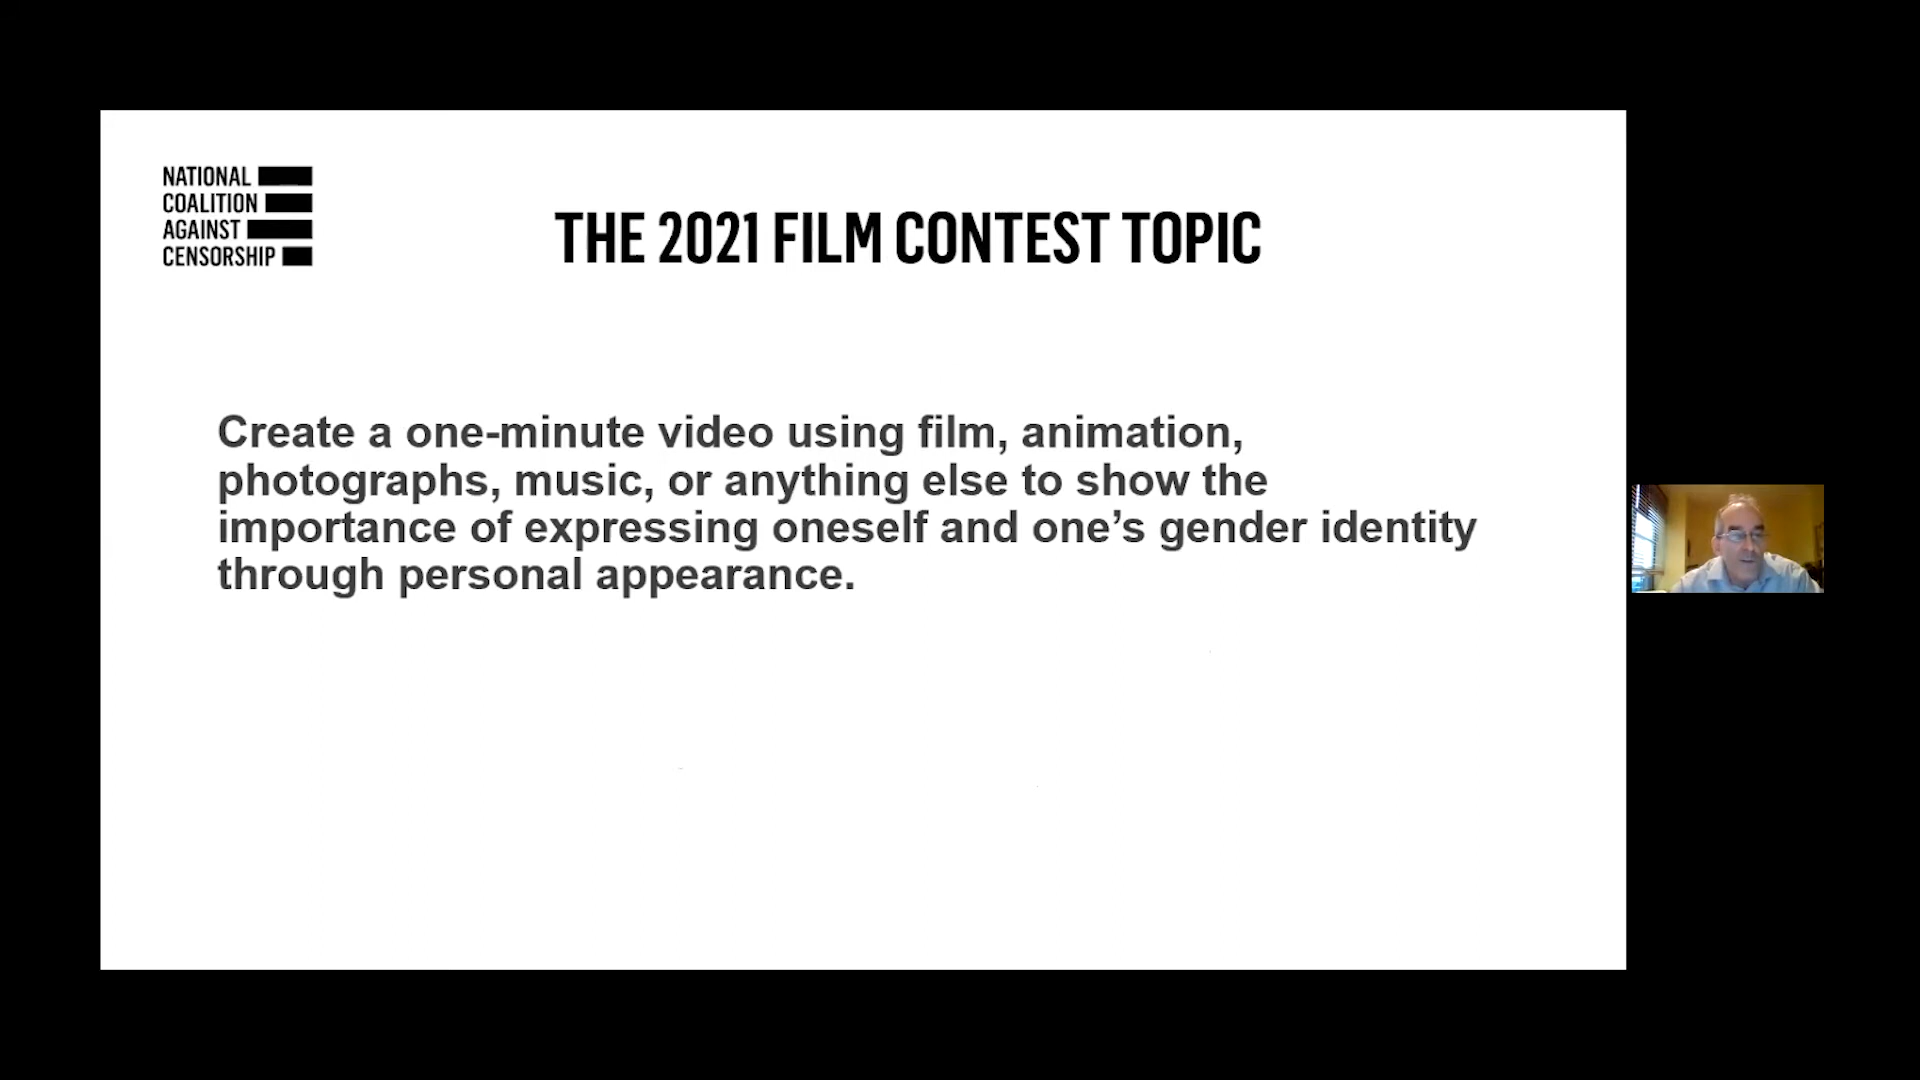 NATIONAL
COALITION
AGAINST
CENSORSHIP
THE 2021 FILM CONTEST TOPIC
Create a one-minute video using film, animation,
photographs, music, or anything else to show the
importance of expressing oneself and one’s gender identity
through personal appearance.